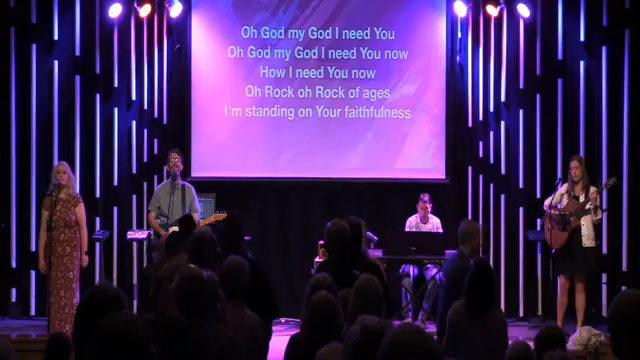 Oh God my God I need You
Oh God my God I need You now
How I need You now
Oh Rock oh Rock of ages
I'm standing on Your faithfulness